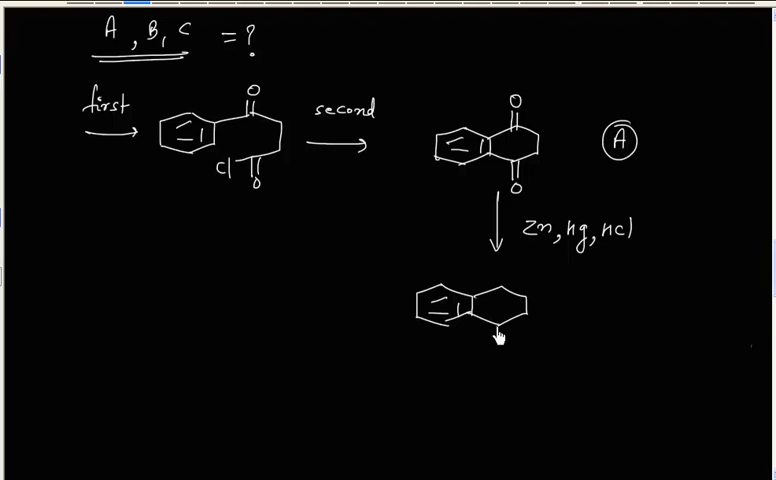 A, B, C = ?
first
second
O
O
Cl
O
O
A
Zn, Hg, HCl